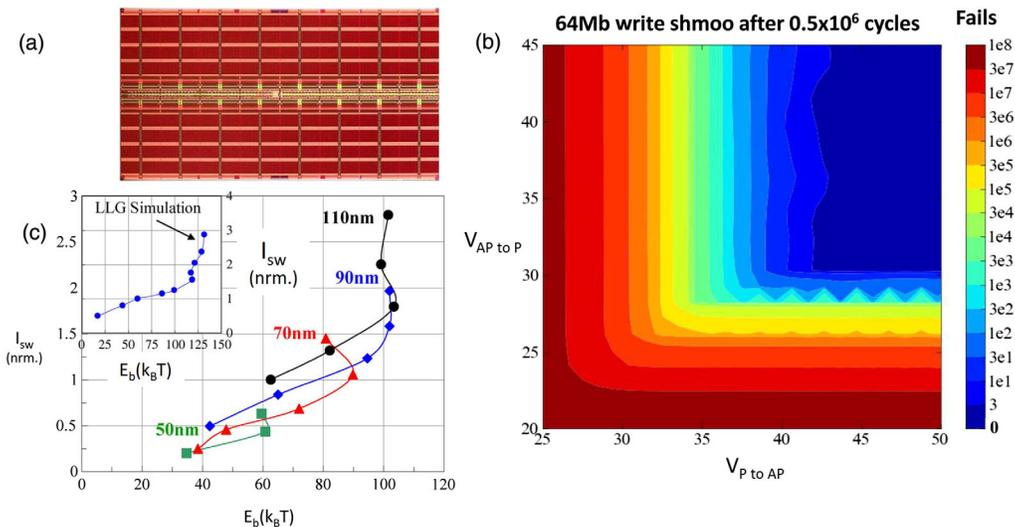 (a)
(b)
64Mb write shmoo after 0.5x10⁶ cycles
Fails
45
40
35
30
25
20
V_AP to P
25
30
35
40
45
50
V_P to AP
1e8
3e7
1e7
3e6
1e6
3e5
1e5
3e4
1e4
3e3
1e3
3e2
1e2
3e1
1e1
3
0
(c)
3
2.5
2
1.5
1
0.5
0
I_sw
(nrm.)
LLG Simulation
4
3
2
1
0
I_sw
(nrm.)
0
25
50
75
100
125
150
E_b(k_BT)
110nm
90nm
70nm
50nm
0
20
40
60
80
100
120
E_b(k_BT)